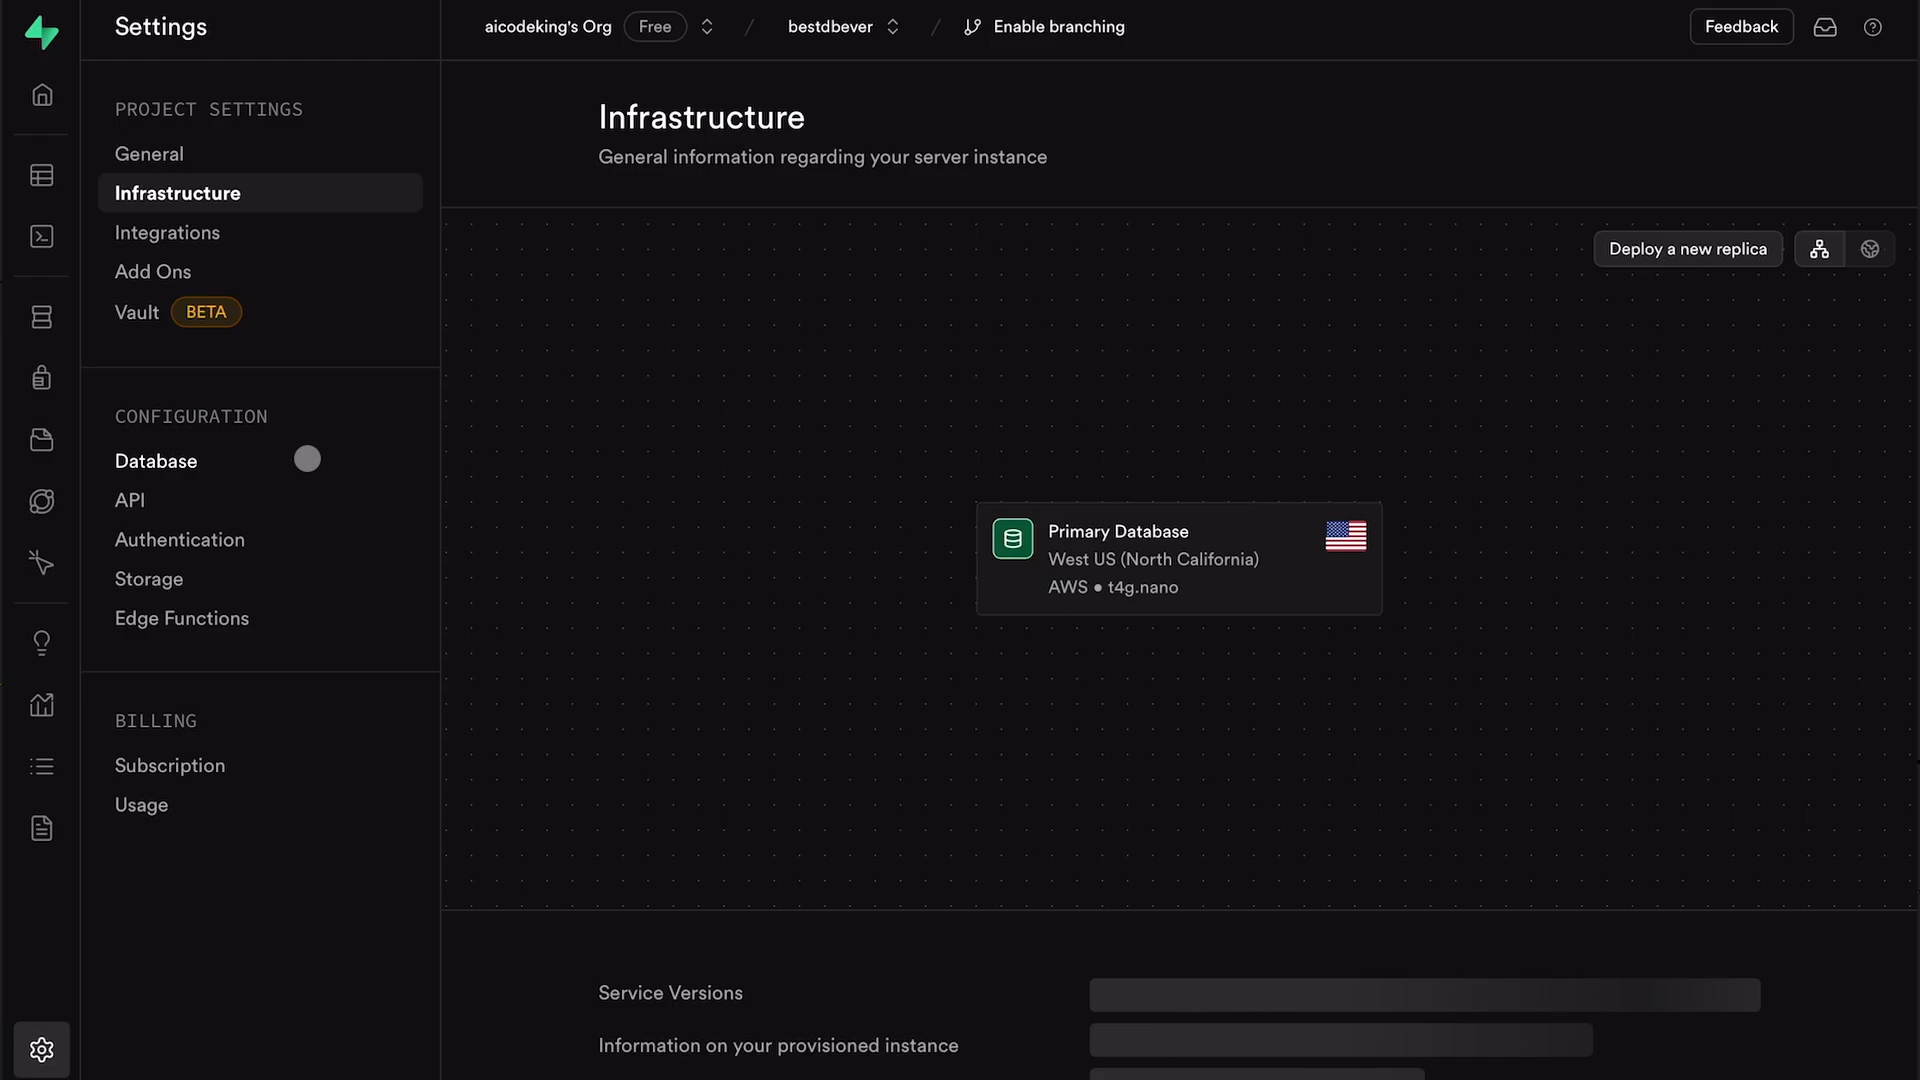 Settings
aicodeking's Org
Free
/
bestdbever
/
Enable branching
Feedback
PROJECT SETTINGS
General
Infrastructure
Integrations
Add Ons
Vault
BETA
CONFIGURATION
Database
API
Authentication
Storage
Edge Functions
BILLING
Subscription
Usage
Infrastructure
General information regarding your server instance
Deploy a new replica
Primary Database
West US (North California)
AWS • t4g.nano
Service Versions
Information on your provisioned instance